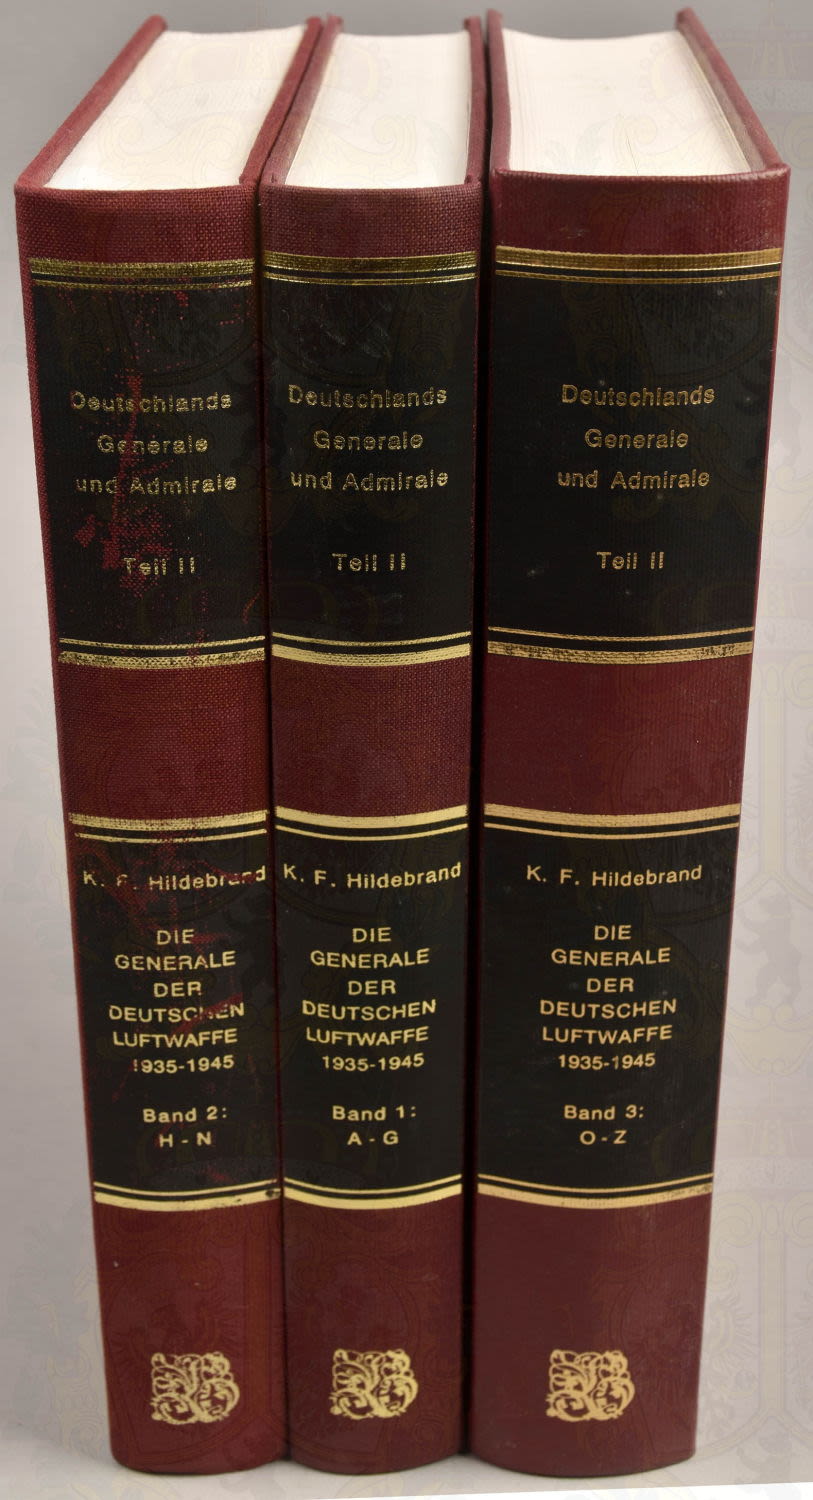 Deutschlands
Generale
und Admirale
Teil II
K. F. Hildebrand
DIE
GENERALE
DER
DEUTSCHEN
LUFTWAFFE
1935-1945
Band 2:
H - N
Deutschlands
Generale
und Admirale
Teil II
K. F. Hildebrand
DIE
GENERALE
DER
DEUTSCHEN
LUFTWAFFE
1935-1945
Band 1:
A - G
Deutschlands
Generale
und Admirale
Teil II
K. F. Hildebrand
DIE
GENERALE
DER
DEUTSCHEN
LUFTWAFFE
1935-1945
Band 3:
O - Z